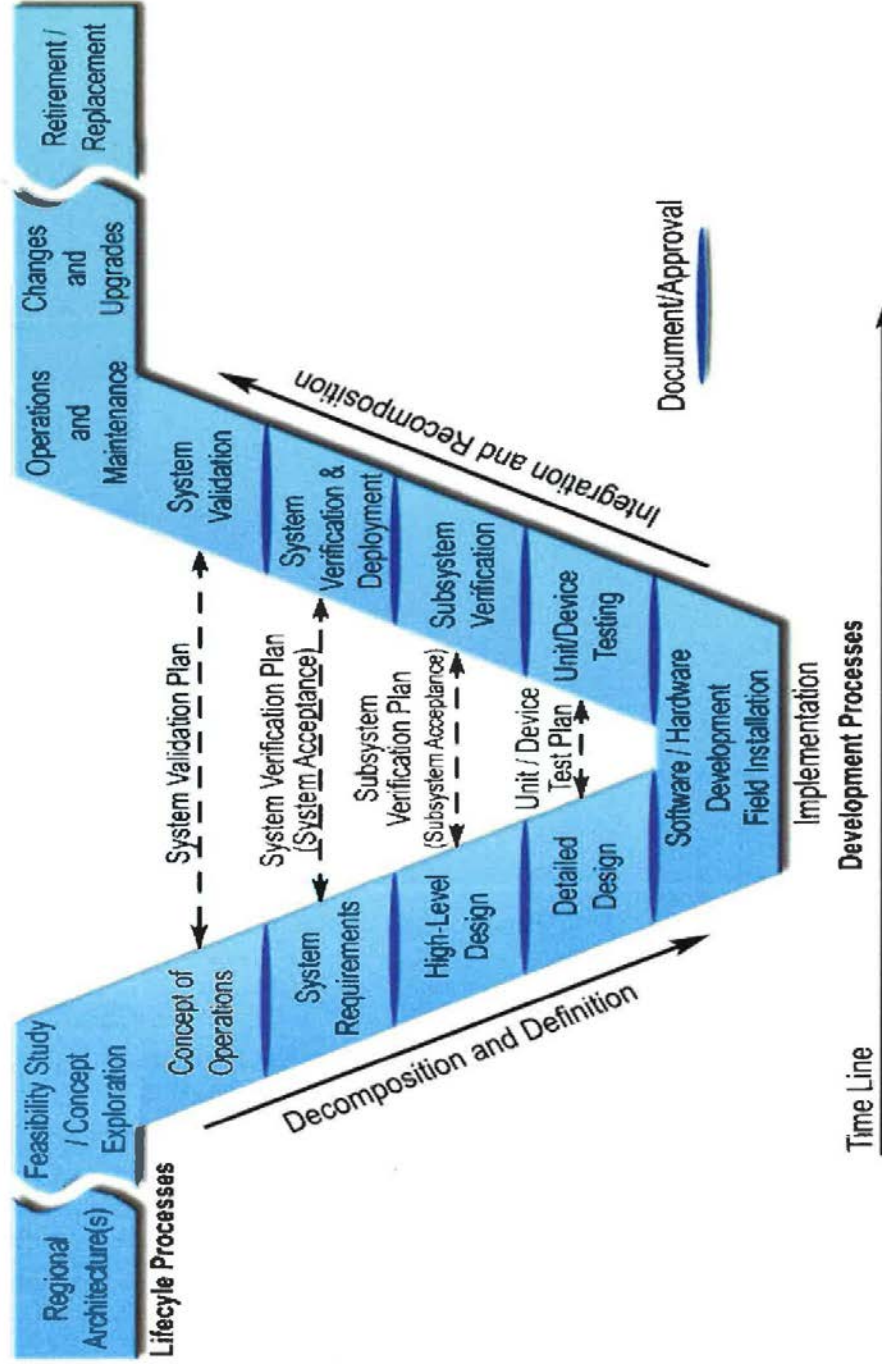 Regional
Architecture(s)
Feasibility Study
/ Concept
Exploration
Lifecyle Processes
Concept of
Operations
System
Requirements
High-Level
Design
Detailed
Design
Software / Hardware
Development
Field Installation
Implementation
Development Processes
Decomposition and Definition
System Validation Plan
System Verification Plan
(System Acceptance)
Subsystem
Verification Plan
(Subsystem Acceptance)
Unit / Device
Test Plan
Unit/Device
Testing
Subsystem
Verification
System
Verification &
Deployment
System
Validation
Operations
and
Maintenance
Changes
and
Upgrades
Retirement /
Replacement
Integration and Recomposition
Document/Approval
Time Line